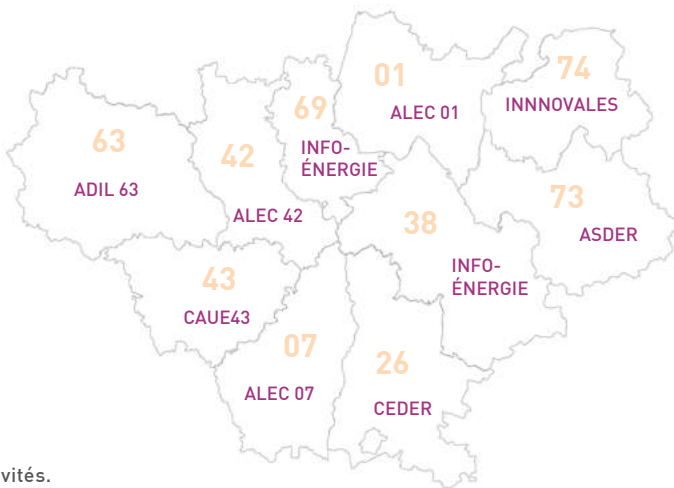 01
ALEC 01
74
INNNOVALES
69
INFO-
ÉNERGIE
63
ADIL 63
42
ALEC 42
73
ASDER
38
INFO-
ÉNERGIE
43
CAUE43
07
ALEC 07
26
CEDER
vités.